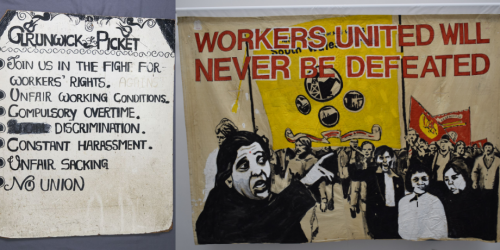 GRUNWICK PICKET
JOIN US IN THE FIGHT FOR
WORKERS' RIGHTS.
UNFAIR WORKING CONDITIONS.
COMPULSORY OVERTIME.
DISCRIMINATION.
CONSTANT HARASSMENT.
UNFAIR SACKING
NO UNION
WORKERS UNITED WILL
NEVER BE DEFEATED